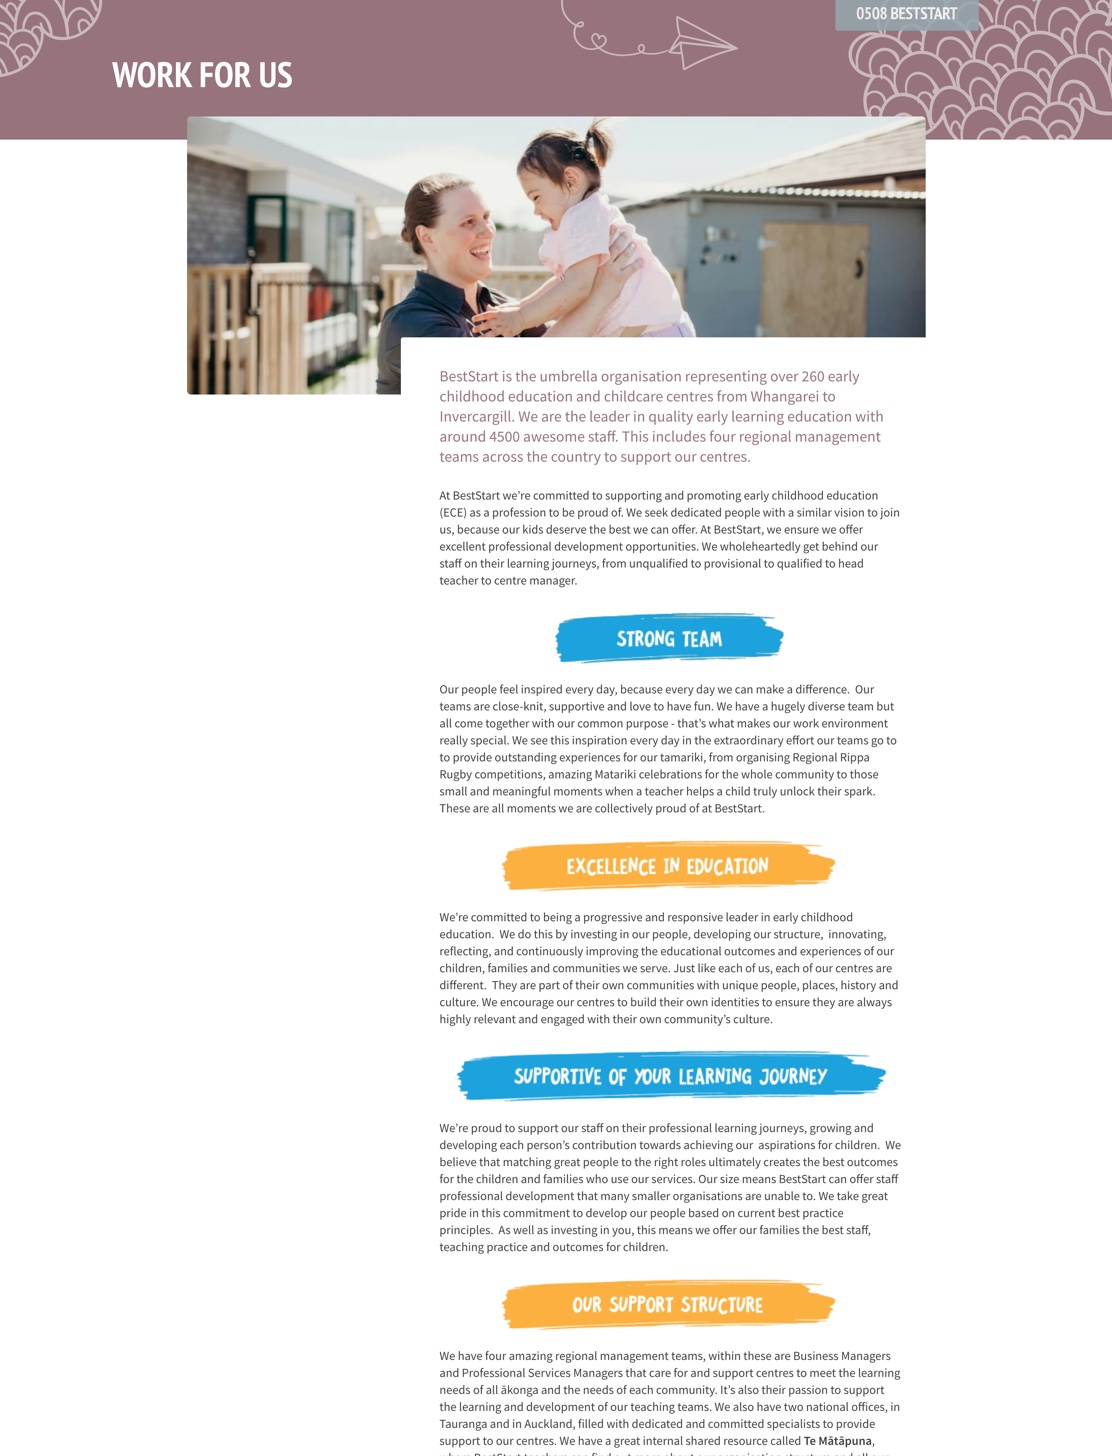 0508 BESTSTART
WORK FOR US
BestStart is the umbrella organisation representing over 260 early
childhood education and childcare centres from Whangarei to
Invercargill. We are the leader in quality early learning education with
around 4500 awesome staff. This includes four regional management
teams across the country to support our centres.
At BestStart we’re committed to supporting and promoting early childhood education
(ECE) as a profession to be proud of. We seek dedicated people with a similar vision to join
us, because our kids deserve the best we can offer. At BestStart, we ensure we offer
excellent professional development opportunities. We wholeheartedly get behind our
staff on their learning journeys, from unqualified to provisional to qualified to head
teacher to centre manager.
STRONG TEAM
Our people feel inspired every day, because every day we can make a difference.  Our
teams are close-knit, supportive and love to have fun. We have a hugely diverse team but
all come together with our common purpose - that’s what makes our work environment
really special. We see this inspiration every day in the extraordinary effort our teams go to
to provide outstanding experiences for our tamariki, from organising Regional Rippa
Rugby competitions, amazing Matariki celebrations for the whole community to those
small and meaningful moments when a teacher helps a child truly unlock their spark.
These are all moments we are collectively proud of at BestStart.
EXCELLENCE IN EDUCATION
We’re committed to being a progressive and responsive leader in early childhood
education.  We do this by investing in our people, developing our structure,  innovating,
reflecting, and continuously improving the educational outcomes and experiences of our
children, families and communities we serve. Just like each of us, each of our centres are
different.  They are part of their own communities with unique people, places, history and
culture. We encourage our centres to build their own identities to ensure they are always
highly relevant and engaged with their own community’s culture.
SUPPORTIVE OF YOUR LEARNING JOURNEY
We’re proud to support our staff on their professional learning journeys, growing and
developing each person’s contribution towards achieving our  aspirations for children.  We
believe that matching great people to the right roles ultimately creates the best outcomes
for the children and families who use our services. Our size means BestStart can offer staff
professional development that many smaller organisations are unable to. We take great
pride in this commitment to develop our people based on current best practice
principles.  As well as investing in you, this means we offer our families the best staff,
teaching practice and outcomes for children.
OUR SUPPORT STRUCTURE
We have four amazing regional management teams, within these are Business Managers
and Professional Services Managers that care for and support centres to meet the learning
needs of all ākonga and the needs of each community. It’s also their passion to support
the learning and development of our teaching teams. We also have two national offices, in
Tauranga and in Auckland, filled with dedicated and committed specialists to provide
support to our centres. We have a great internal shared resource called Te Mātāpuna,